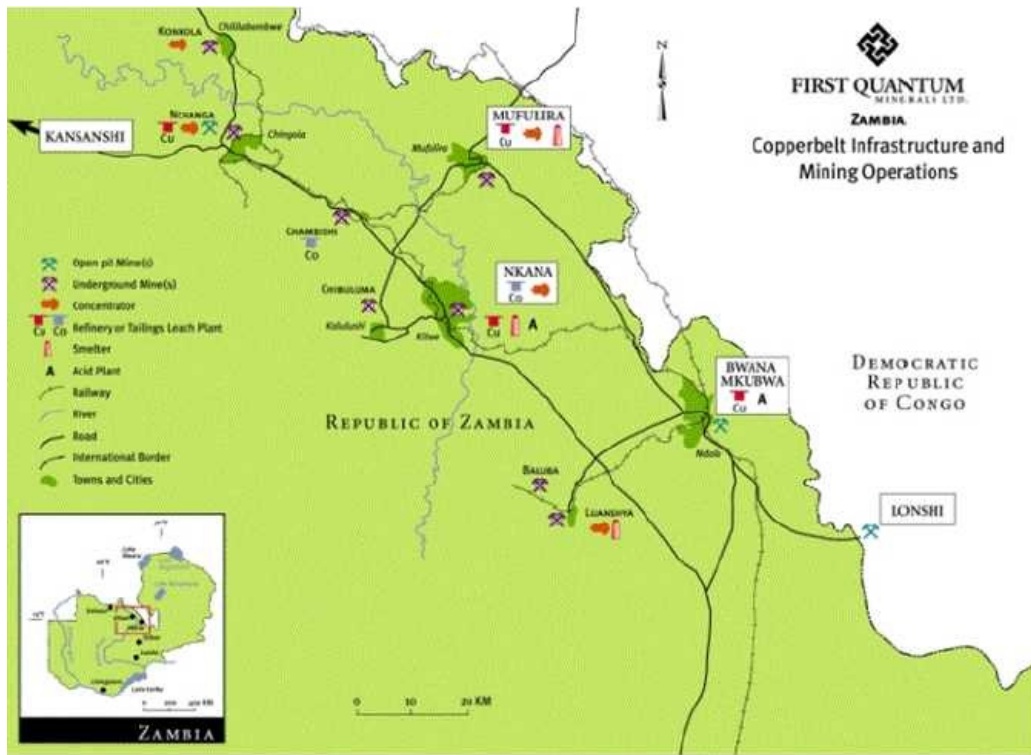 FIRST QUANTUM
MINERALS LTD.
ZAMBIA
Copperbelt Infrastructure and
Mining Operations
N
KONKOLA
Chililabombwe
NCHANGA
Cu
Chingola
KANSANSHI
MUFULIRA
Cu
Mufulira
CHAMBISHI
Co
NKANA
Co
CHIBULUMA
Kalulushi
Kitwe
Cu
A
BWANA
MKUBWA
Cu
A
Ndola
DEMOCRATIC
REPUBLIC
OF CONGO
REPUBLIC OF ZAMBIA
BALUBA
LUANSHYA
LONSHI
Open pit Mine(s)
Underground Mine(s)
Concentrator
Cu Co Refinery or Tailings Leach Plant
Smelter
A Acid Plant
Railway
River
Road
International Border
Towns and Cities
0 10 20 KM
Livingstone
Lake Kariba
ZAMBIA